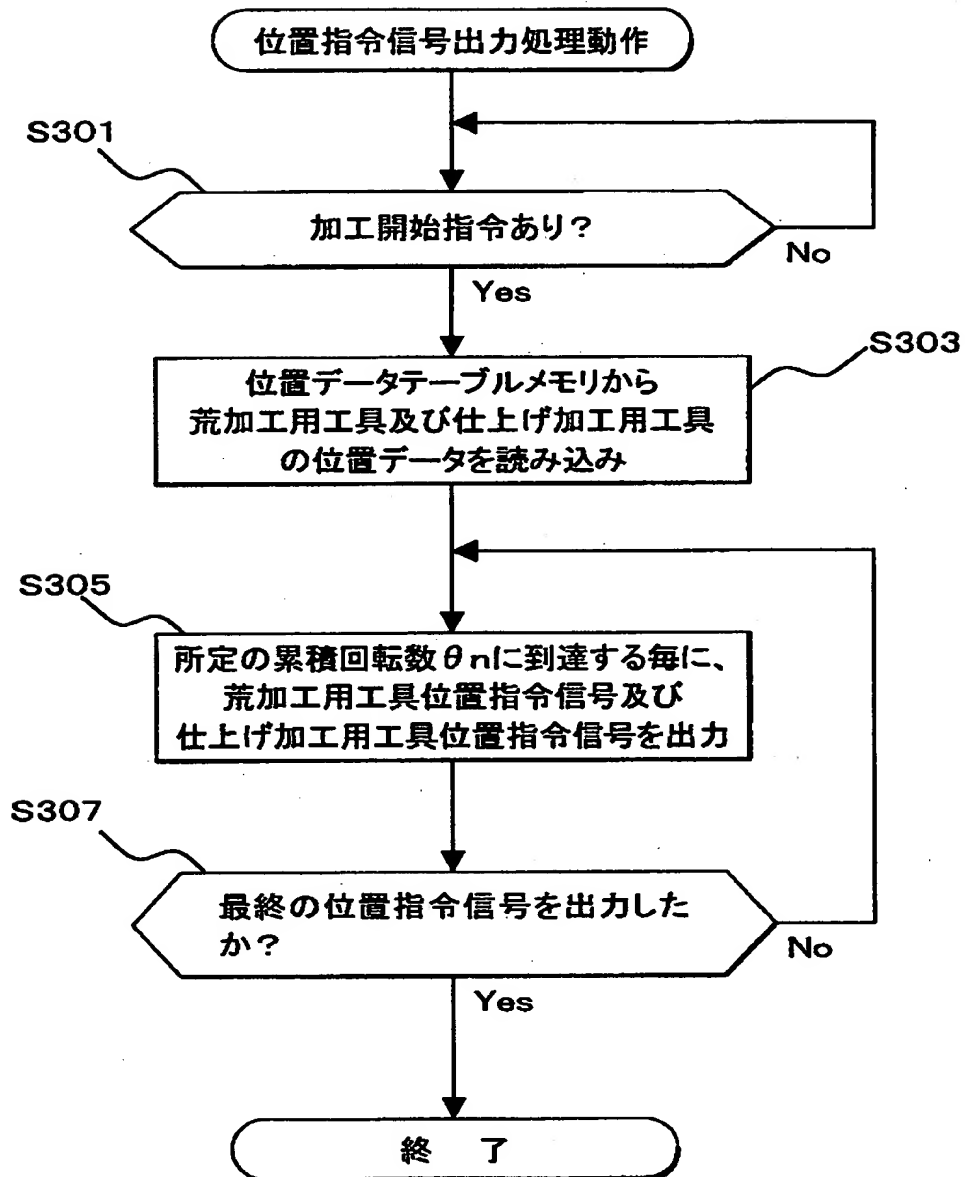 位置指令信号出力処理動作
S301
加工開始指令あり?
No
Yes
S303
位置データテーブルメモリから
荒加工用工具及び仕上げ加工用工具
の位置データを読み込み
S305
所定の累積回転数θnに到達する毎に、
荒加工用工具位置指令信号及び
仕上げ加工用工具位置指令信号を出力
S307
最終の位置指令信号を出力した
か?
No
Yes
終 了